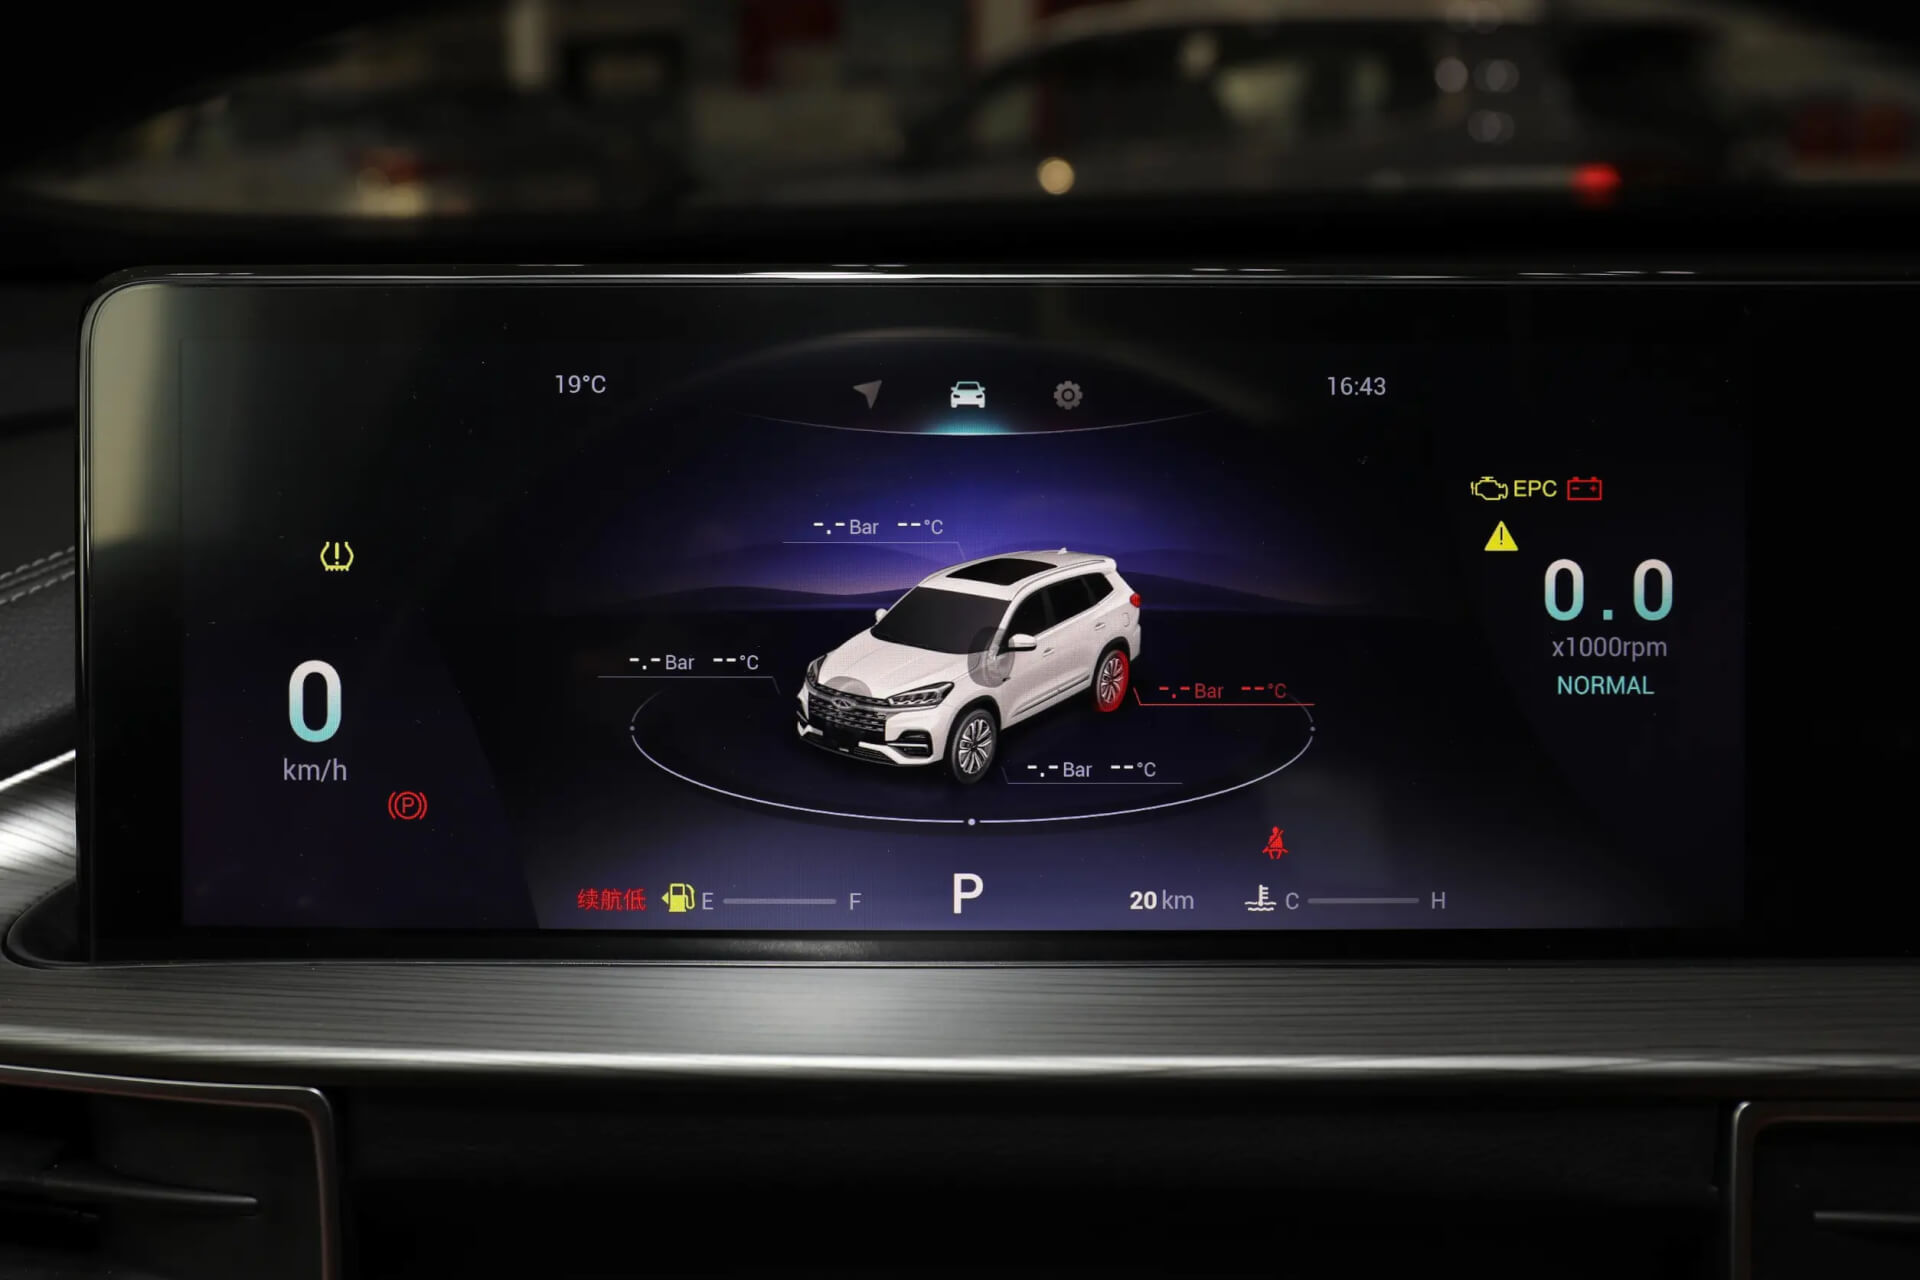 19°C
16:43
EPC
-.- Bar --°C
0.0
x1000rpm
NORMAL
-.- Bar --°C
-.- Bar --°C
0
km/h
-.- Bar --°C
P
续航低 E F
P
20 km
C H